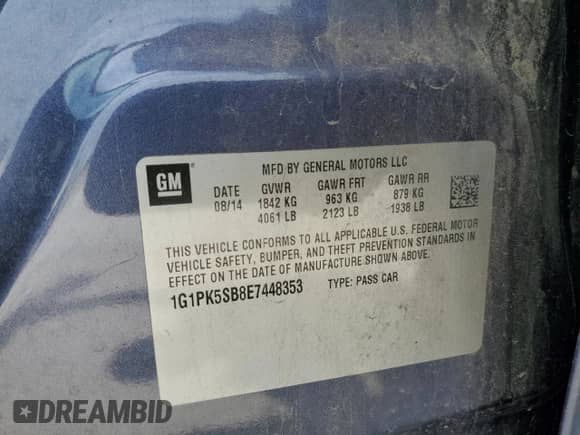 GM
MFD BY GENERAL MOTORS LLC
DATE GVWR GAWR FRT GAWR RR
08/14 1842 KG 963 KG 879 KG
4061 LB 2123 LB 1938 LB
THIS VEHICLE CONFORMS TO ALL APPLICABLE U.S. FEDERAL MOTOR
VEHICLE SAFETY, BUMPER, AND THEFT PREVENTION STANDARDS IN
EFFECT ON THE DATE OF MANUFACTURE SHOWN ABOVE.
1G1PK5SB8E7448353 TYPE: PASS CAR
DREAMBID